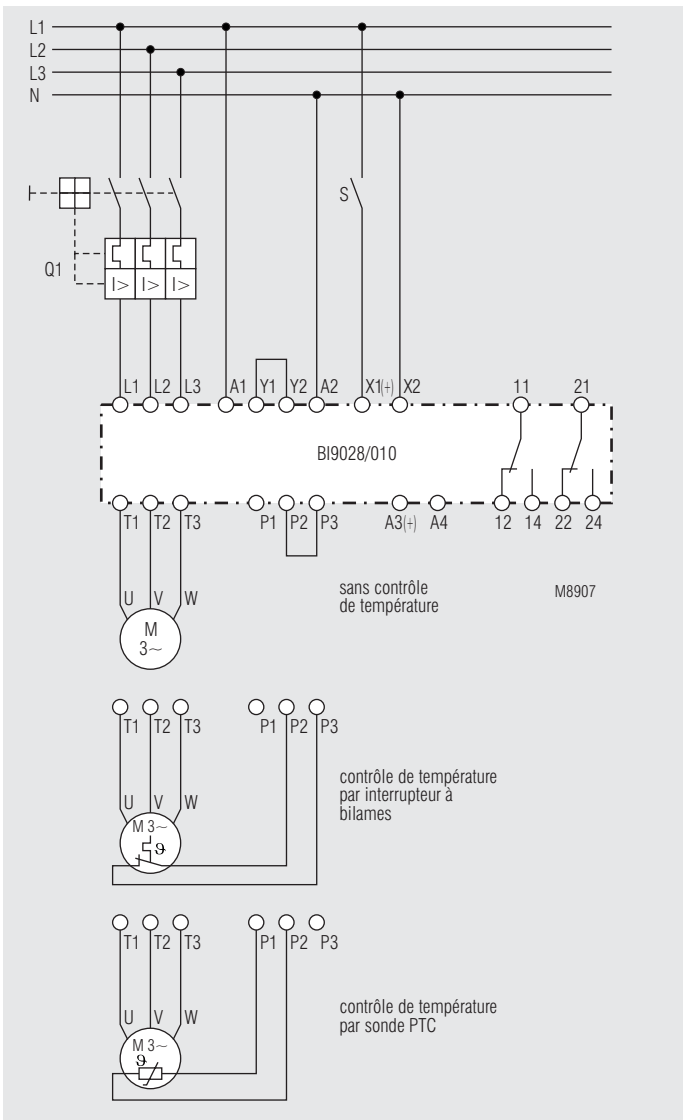 L1
L2
L3
N
S
Q1
I> I> I>
L1 L2 L3 A1 Y1 Y2 A2 X1(+) X2 11 21
BI9028/010
T1 T2 T3 P1 P2 P3 A3(+) A4 12 14 22 24
sans contrôle
de température
M8907
U V W
M
3~
T1 T2 T3 P1 P2 P3
contrôle de température
par interrupteur à
bilames
U V W
M 3~
ϑ
T1 T2 T3 P1 P2 P3
contrôle de température
par sonde PTC
U V W
M 3~
ϑ